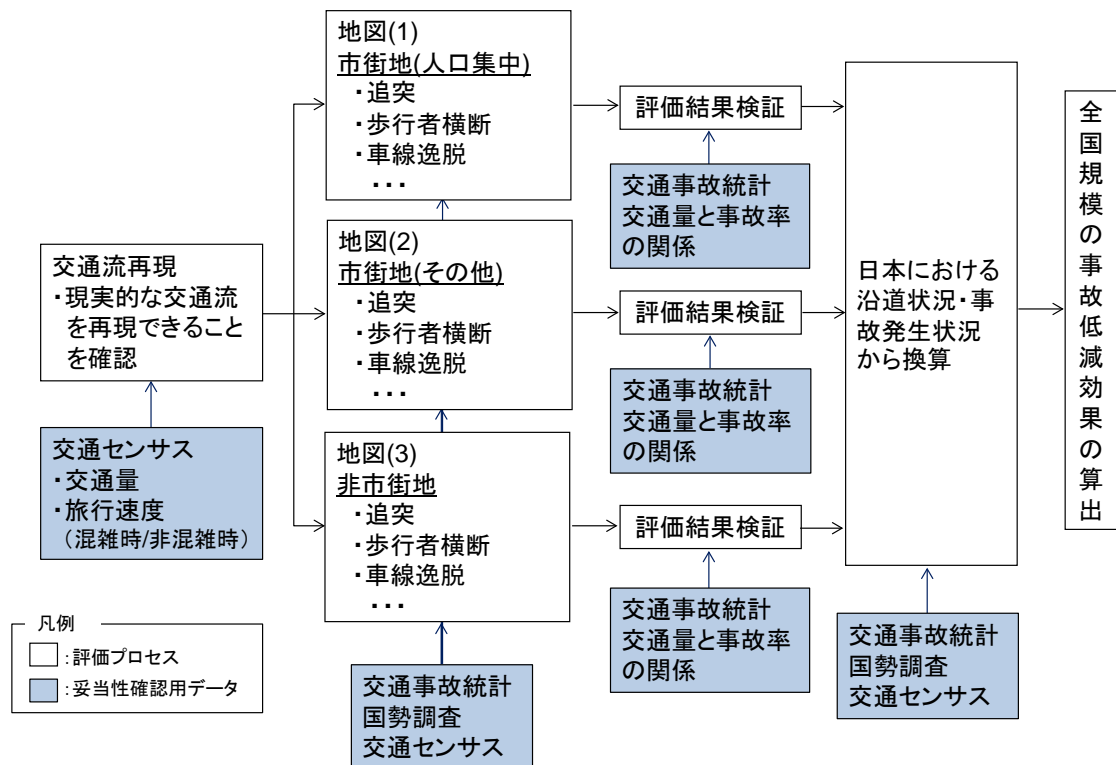 交通流再現
・現実的な交通流
を再現できること
を確認
交通センサス
・交通量
・旅行速度
（混雑時/非混雑時）
凡例
:評価プロセス
:妥当性確認用データ
地図(1)
市街地(人口集中)
・追突
・歩行者横断
・車線逸脱
・・・
地図(2)
市街地(その他)
・追突
・歩行者横断
・車線逸脱
・・・
地図(3)
非市街地
・追突
・歩行者横断
・車線逸脱
・・・
交通事故統計
国勢調査
交通センサス
評価結果検証
交通事故統計
交通量と事故率
の関係
評価結果検証
交通事故統計
交通量と事故率
の関係
評価結果検証
交通事故統計
交通量と事故率
の関係
日本における
沿道状況・事
故発生状況
から換算
交通事故統計
国勢調査
交通センサス
全国規模の事故低減効果の算出